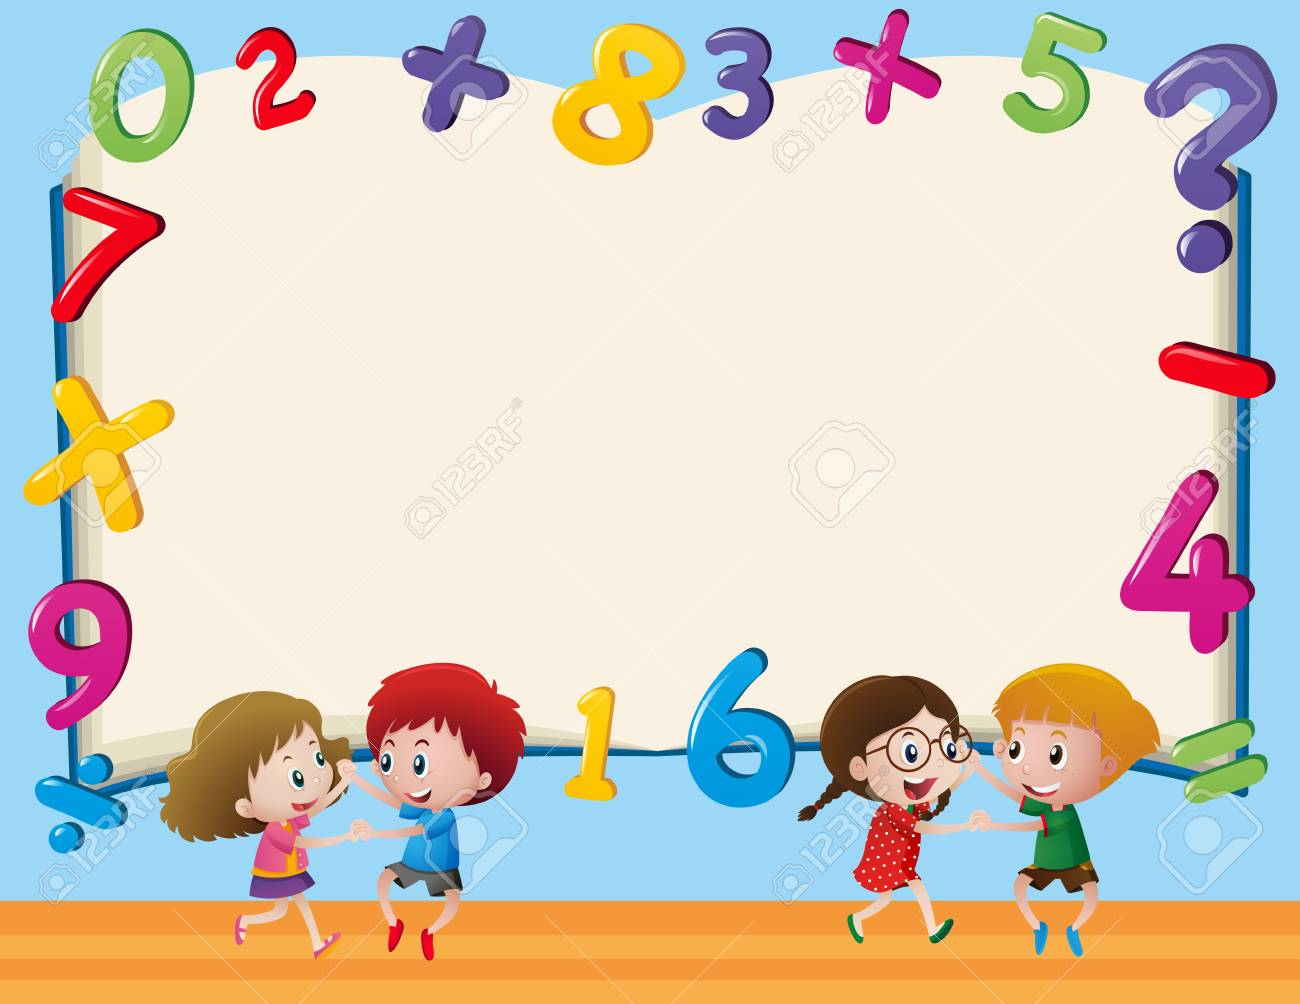 0 2 + 8 3 × 5 ?
7 −
× 4
9
1 6 =
÷
123RF